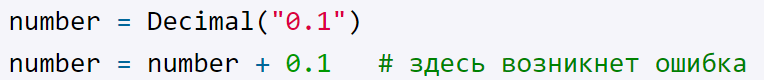 number = Decimal("0.1")
number = number + 0.1   # здесь возникнет ошибка